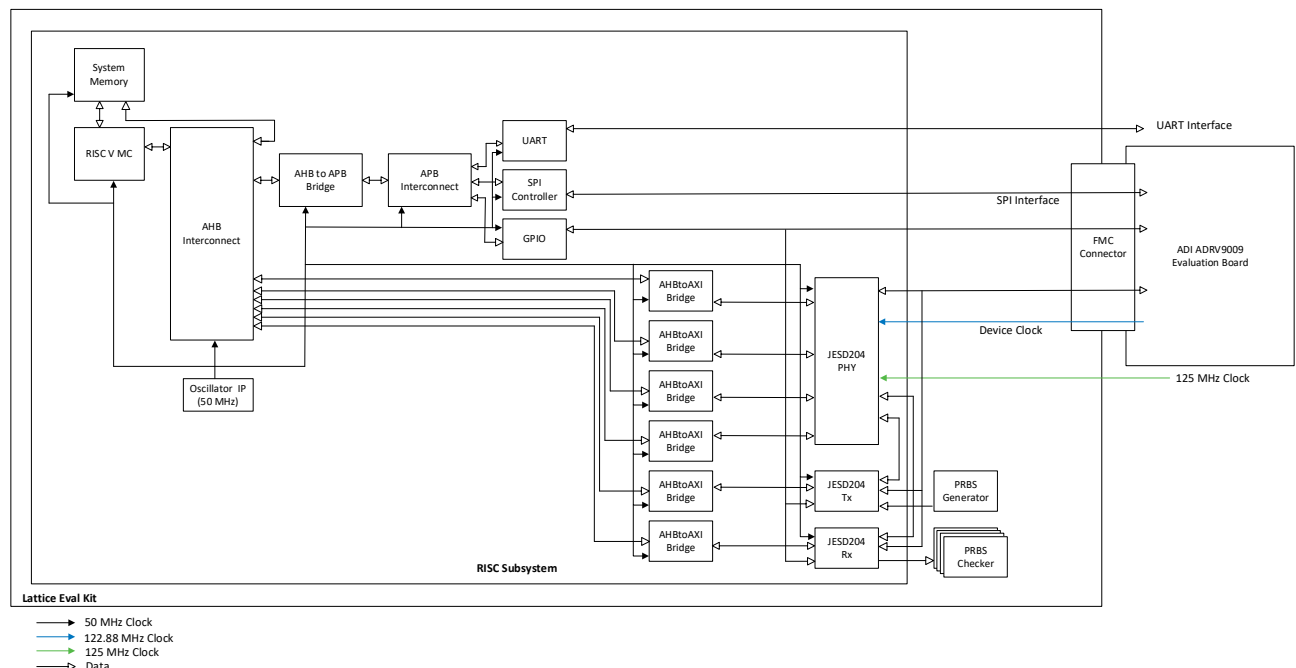 System
Memory
RISC V MC
AHB
Interconnect
AHB to APB
Bridge
APB
Interconnect
UART
SPI
Controller
GPIO
UART Interface
SPI Interface
FMC
Connector
ADI ADRV9009
Evaluation Board
Oscillator IP
(50 MHz)
AHBtoAXI
Bridge
AHBtoAXI
Bridge
AHBtoAXI
Bridge
AHBtoAXI
Bridge
AHBtoAXI
Bridge
AHBtoAXI
Bridge
JESD204
PHY
Device Clock
125 MHz Clock
JESD204
Tx
PRBS
Generator
JESD204
Rx
PRBS
Checker
RISC Subsystem
Lattice Eval Kit
50 MHz Clock
122.88 MHz Clock
125 MHz Clock
Data